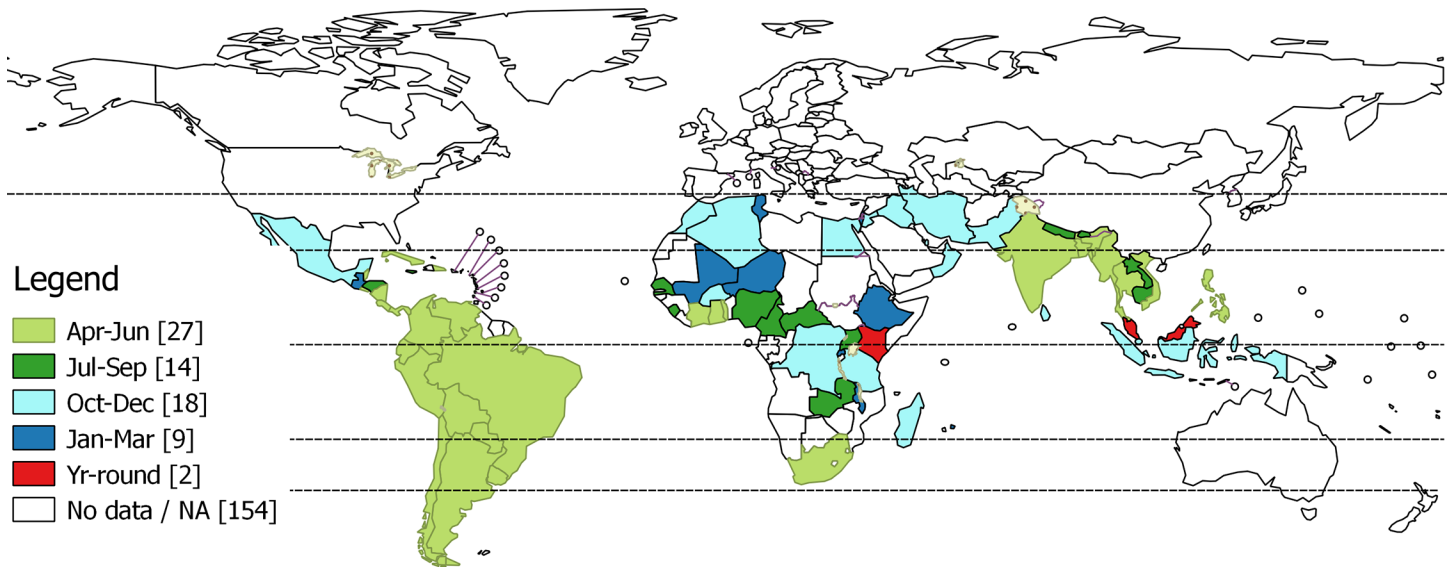 Legend
Apr-Jun [27]
Jul-Sep [14]
Oct-Dec [18]
Jan-Mar [9]
Yr-round [2]
No data / NA [154]